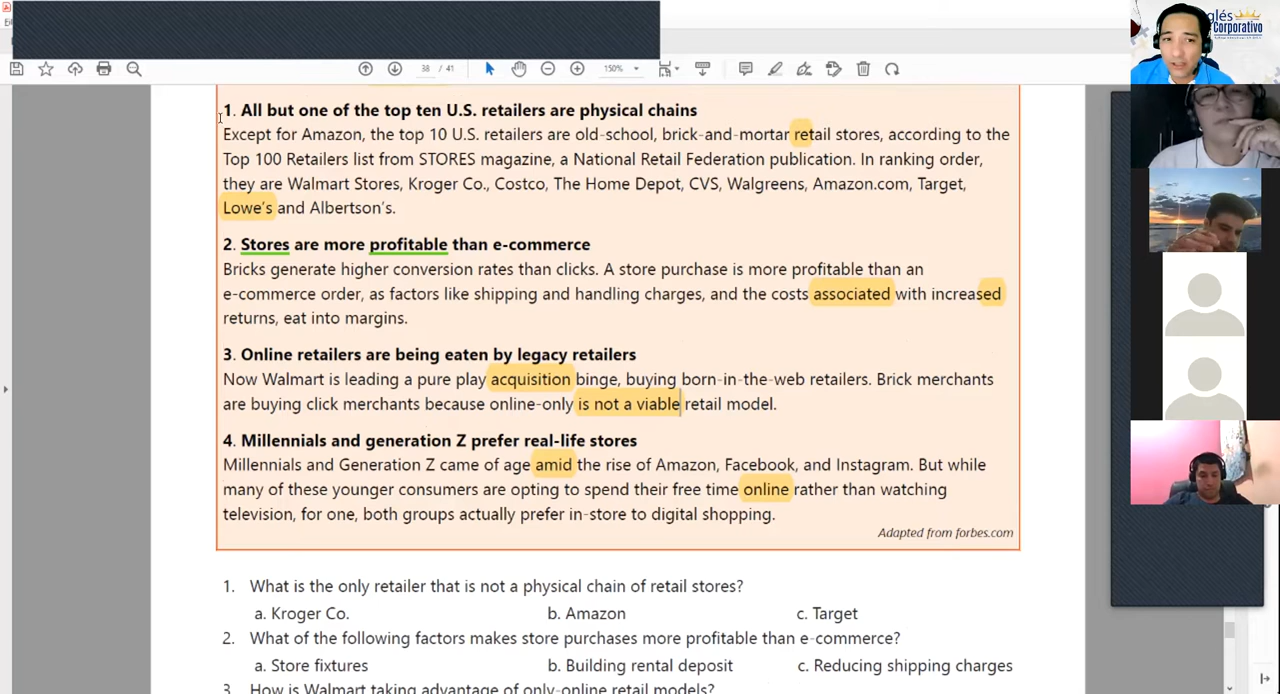 glés
Corporativo
38 / 41
150%
1. All but one of the top ten U.S. retailers are physical chains
Except for Amazon, the top 10 U.S. retailers are old-school, brick-and-mortar retail stores, according to the
Top 100 Retailers list from STORES magazine, a National Retail Federation publication. In ranking order,
they are Walmart Stores, Kroger Co., Costco, The Home Depot, CVS, Walgreens, Amazon.com, Target,
Lowe's and Albertson's.
2. Stores are more profitable than e-commerce
Bricks generate higher conversion rates than clicks. A store purchase is more profitable than an
e-commerce order, as factors like shipping and handling charges, and the costs associated with increased
returns, eat into margins.
3. Online retailers are being eaten by legacy retailers
Now Walmart is leading a pure play acquisition binge, buying born-in-the-web retailers. Brick merchants
are buying click merchants because online-only is not a viable retail model.
4. Millennials and generation Z prefer real-life stores
Millennials and Generation Z came of age amid the rise of Amazon, Facebook, and Instagram. But while
many of these younger consumers are opting to spend their free time online rather than watching
television, for one, both groups actually prefer in-store to digital shopping.
Adapted from forbes.com
1. What is the only retailer that is not a physical chain of retail stores?
a. Kroger Co. b. Amazon c. Target
2. What of the following factors makes store purchases more profitable than e-commerce?
a. Store fixtures b. Building rental deposit c. Reducing shipping charges
3. How is Walmart taking advantage of only-online retail models?